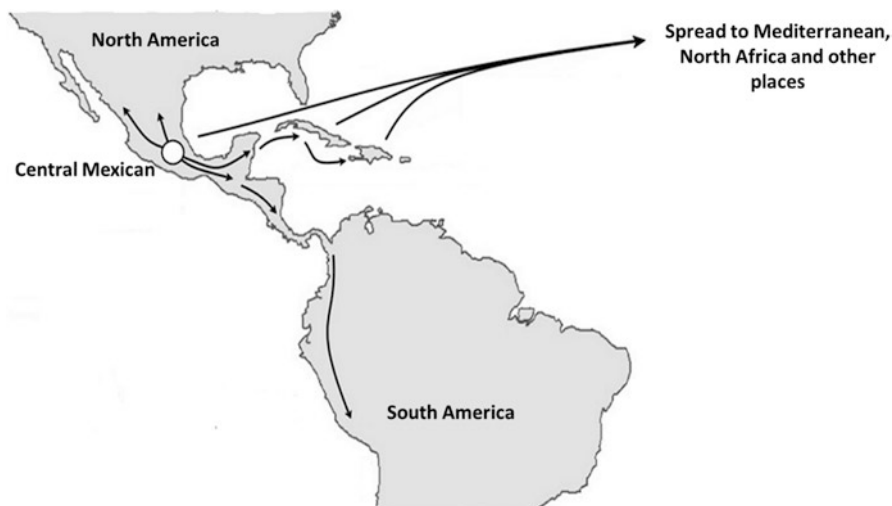 North America
Spread to Mediterranean,
North Africa and other
places
Central Mexican
South America